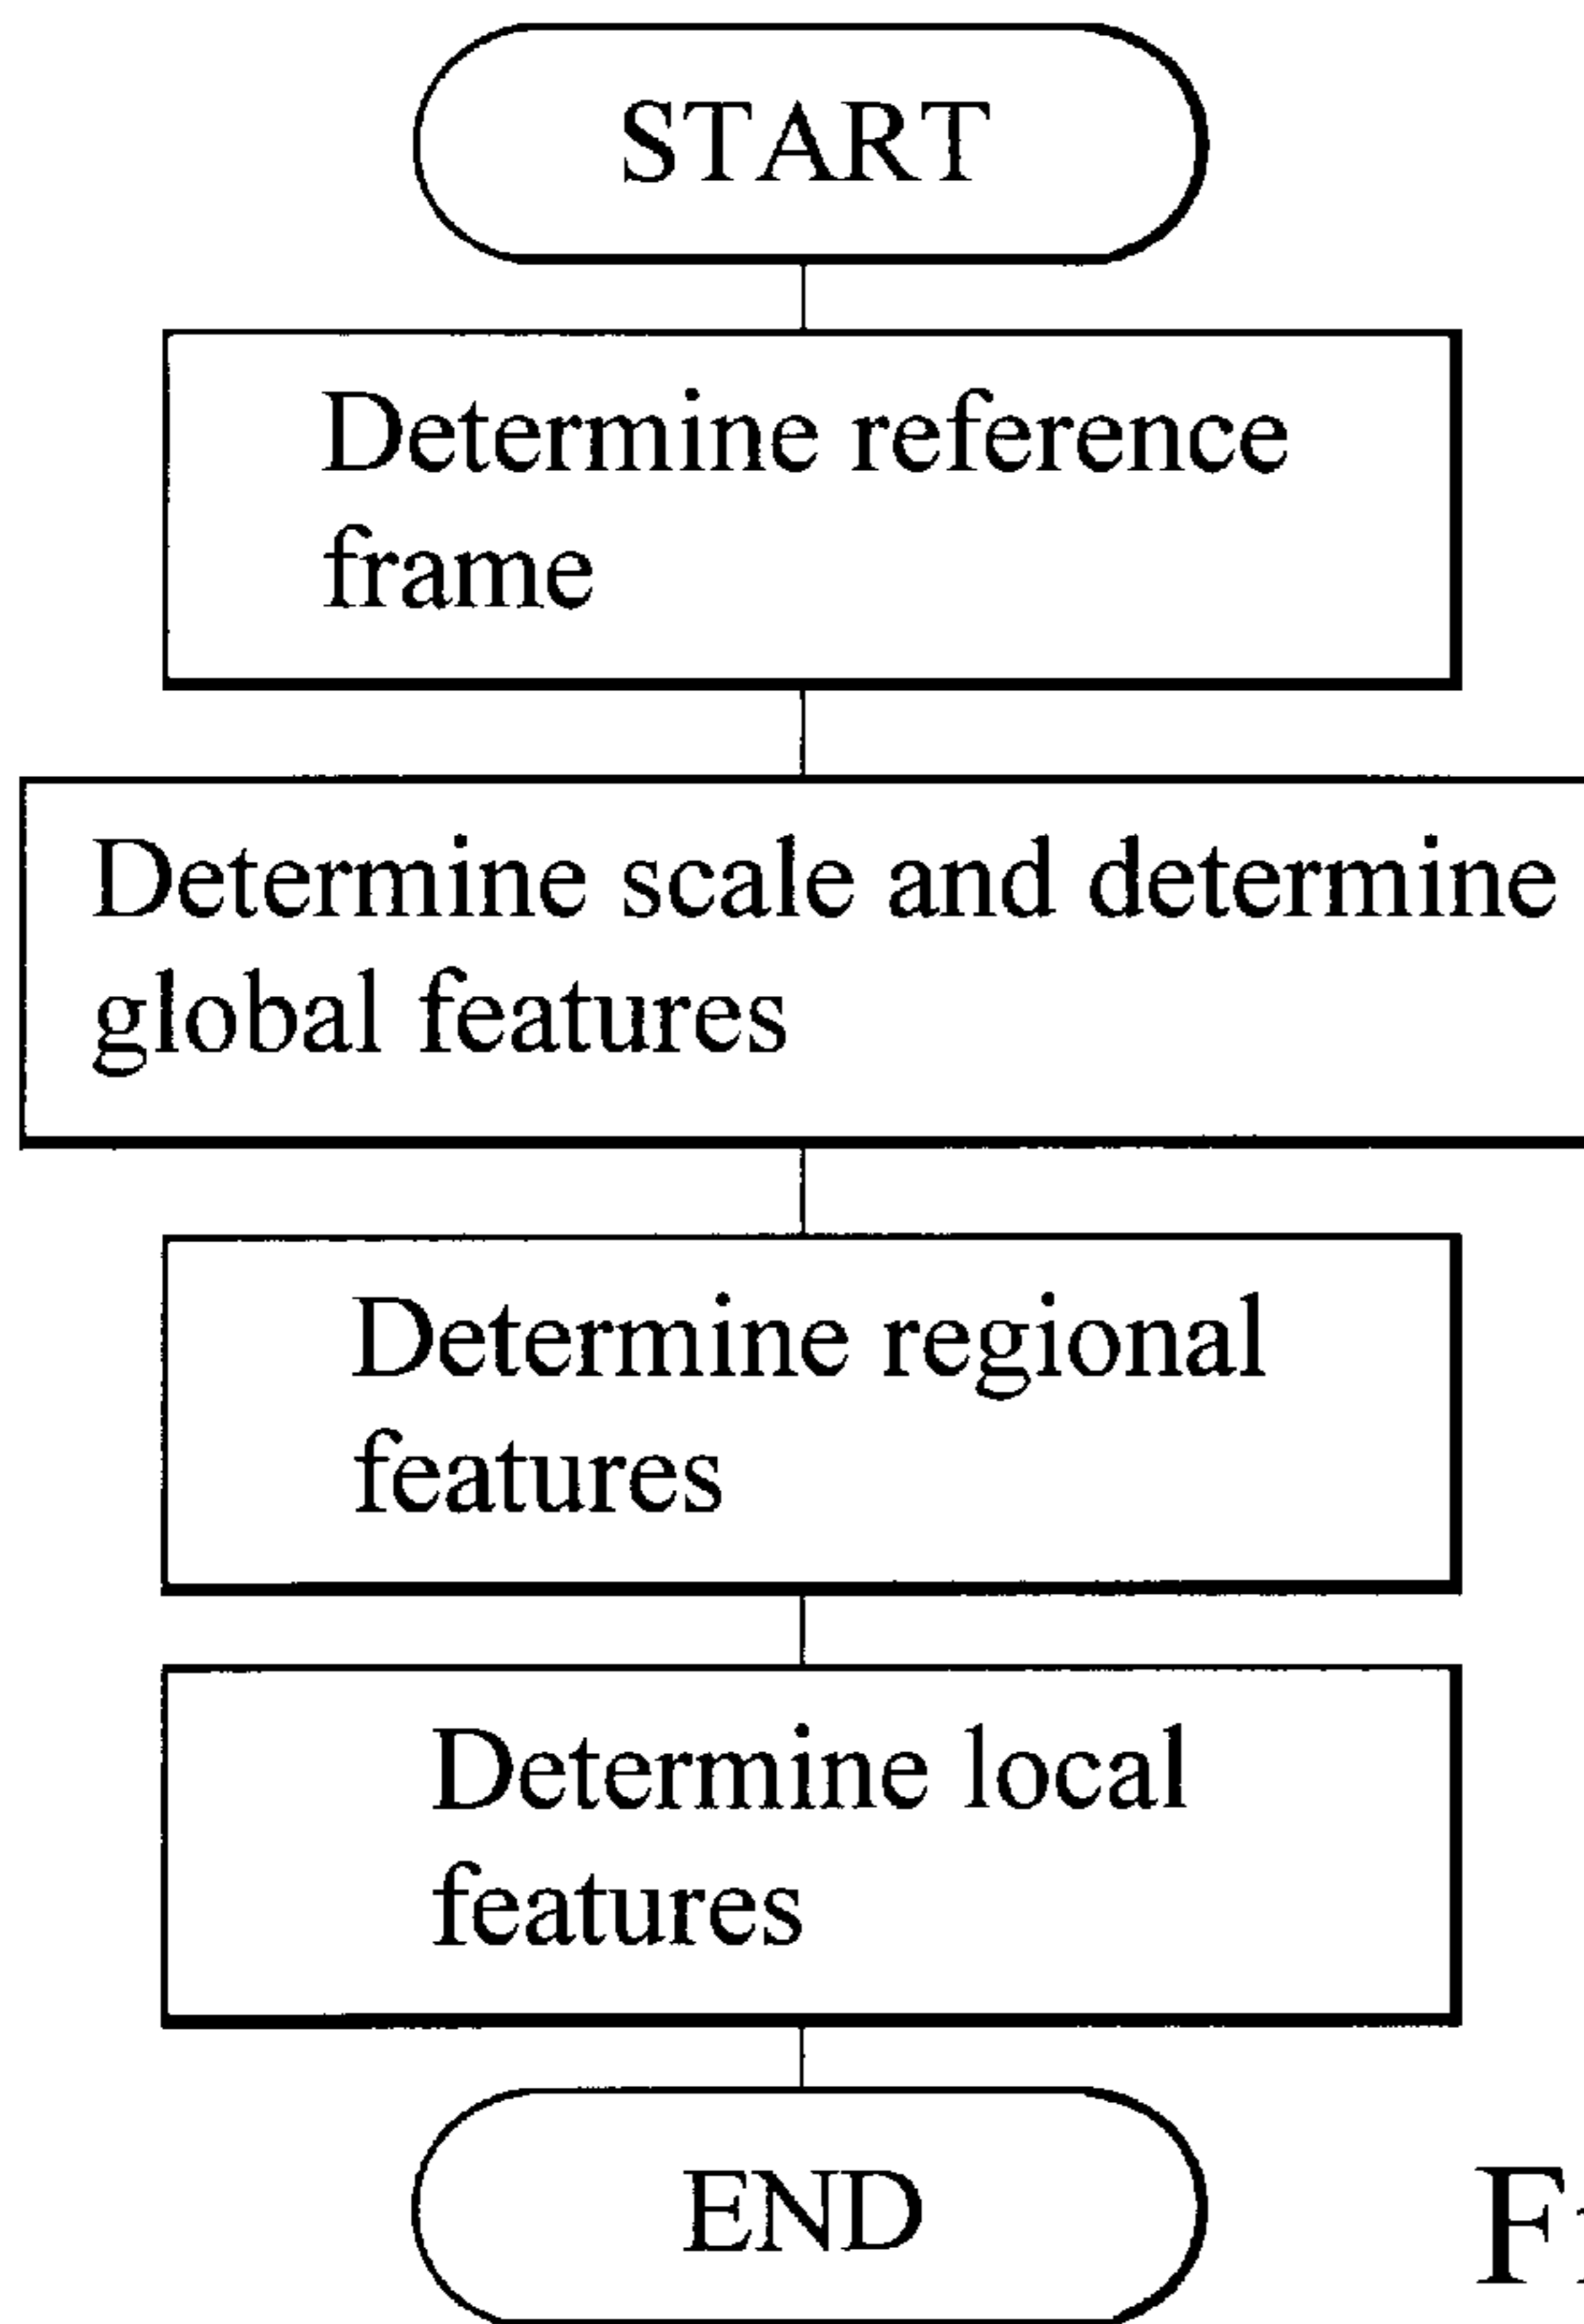 START
Determine reference
frame
Determine scale and determine
global features
Determine regional
features
Determine local
features
END